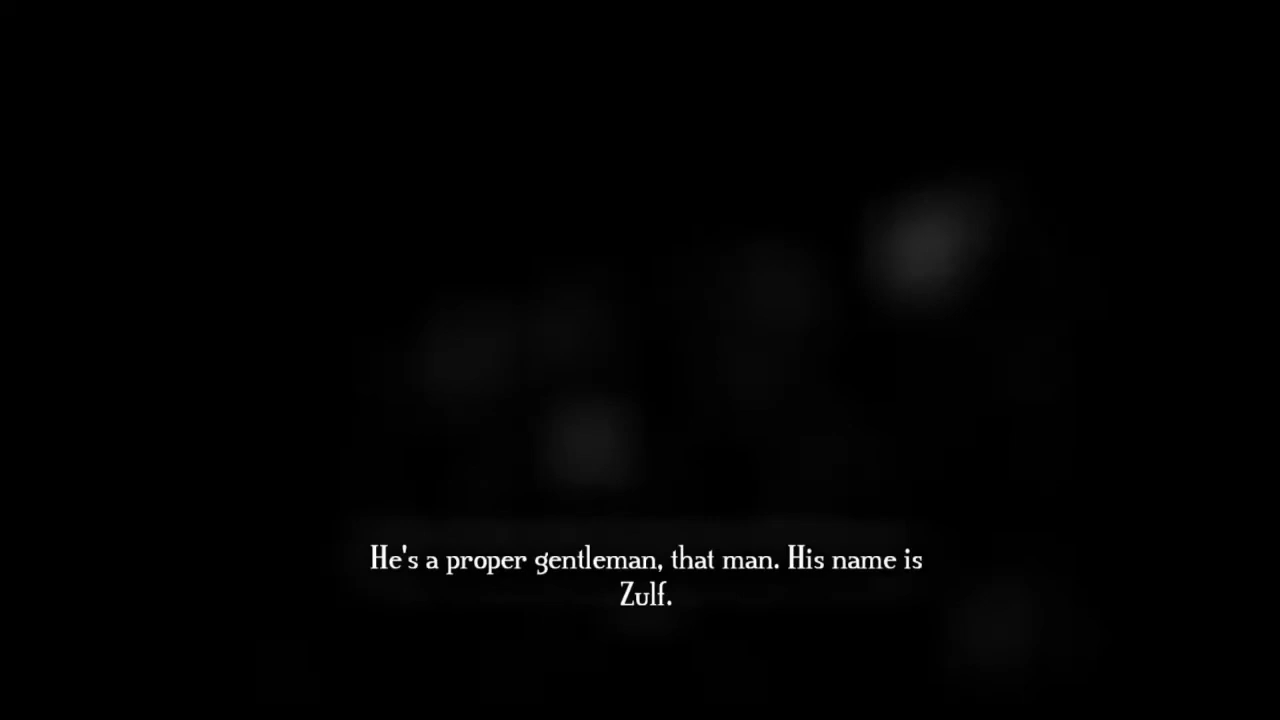 He's a proper gentleman, that man. His name is
Zulf.